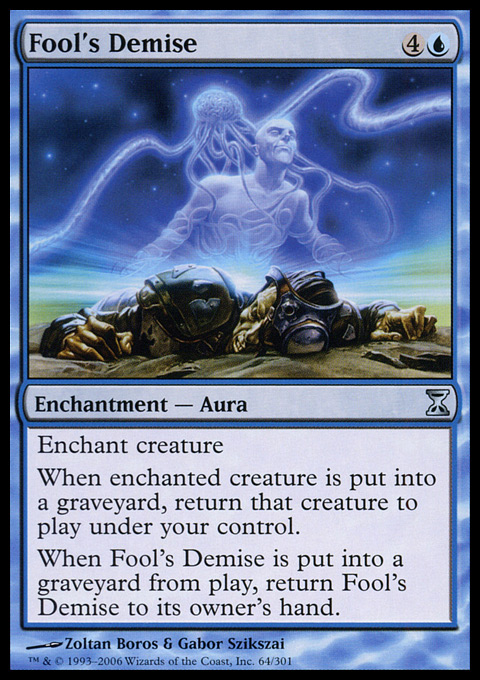 Fool's Demise 4
Enchantment — Aura
Enchant creature
When enchanted creature is put into
a graveyard, return that creature to
play under your control.
When Fool's Demise is put into a
graveyard from play, return Fool's
Demise to its owner's hand.
Zoltan Boros & Gabor Szikszai
™ & © 1993–2006 Wizards of the Coast, Inc. 64/301